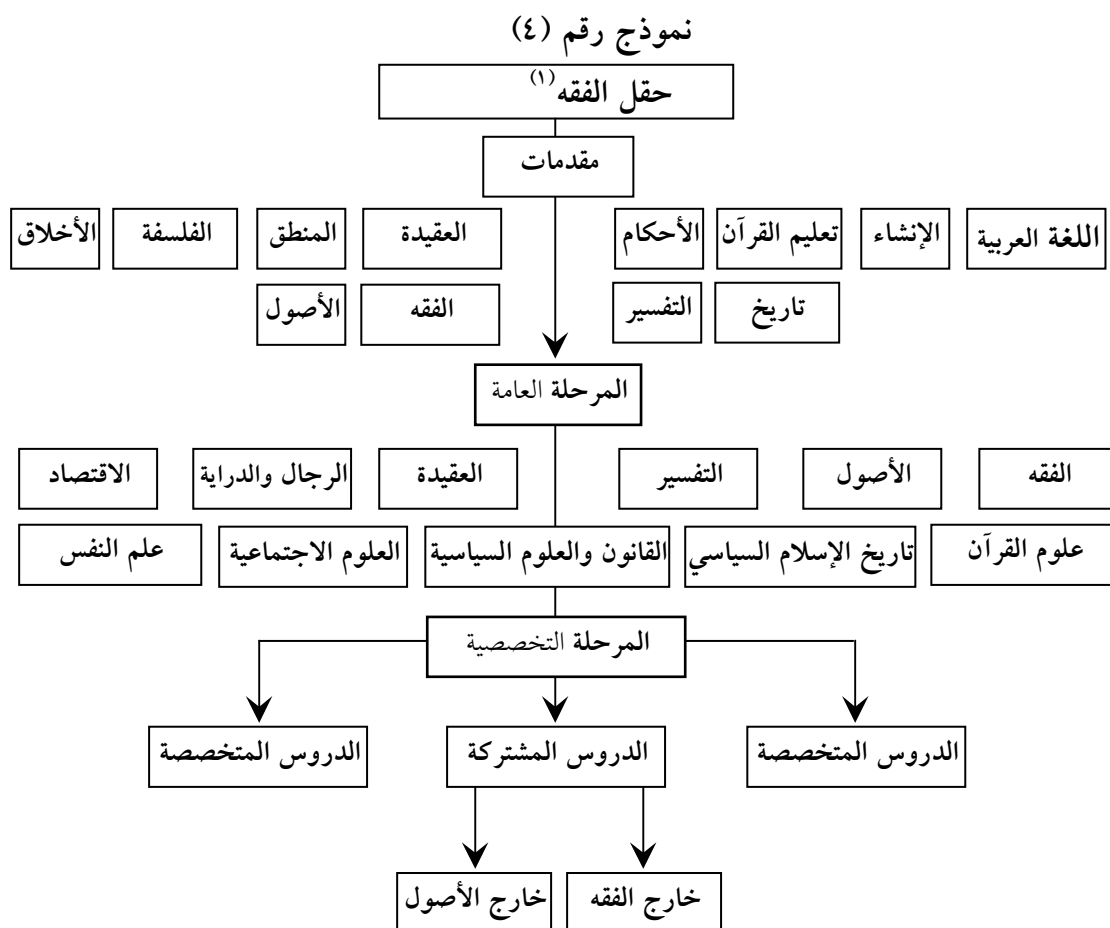 نموذج رقم (٤)
حقل الفقه(١)
مقدمات
اللغة العربية
الإنشاء
تعليم القرآن
الأحكام
العقيدة
المنطق
الفلسفة
الأخلاق
تاريخ
التفسير
الفقه
الأصول
المرحلة العامة
الفقه
الأصول
التفسير
العقيدة
الرجال والدراية
الاقتصاد
علوم القرآن
تاريخ الإسلام السياسي
القانون والعلوم السياسية
العلوم الاجتماعية
علم النفس
المرحلة التخصصية
الدروس المتخصصة
الدروس المشتركة
الدروس المتخصصة
خارج الفقه
خارج الأصول